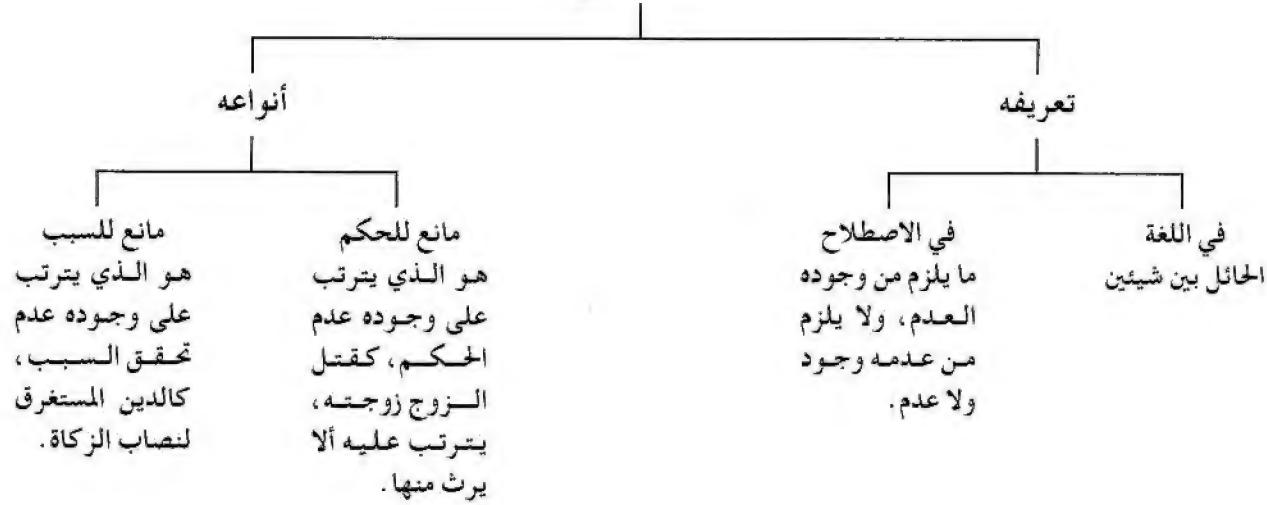 تعريفه
أنواعه
في اللغة
الحائل بين شيئين
في الاصطلاح
ما يلزم من وجوده
العدم، ولا يلزم
من عدمه وجود
ولا عدم.
مانع للحكم
هو الذي يترتب
على وجوده عدم
الحكم، كقتل
الزوج زوجته،
يترتب عليه ألا
يرث منها.
مانع للسبب
هو الذي يترتب
على وجوده عدم
تحقق السبب،
كالدين المستغرق
لنصاب الزكاة.